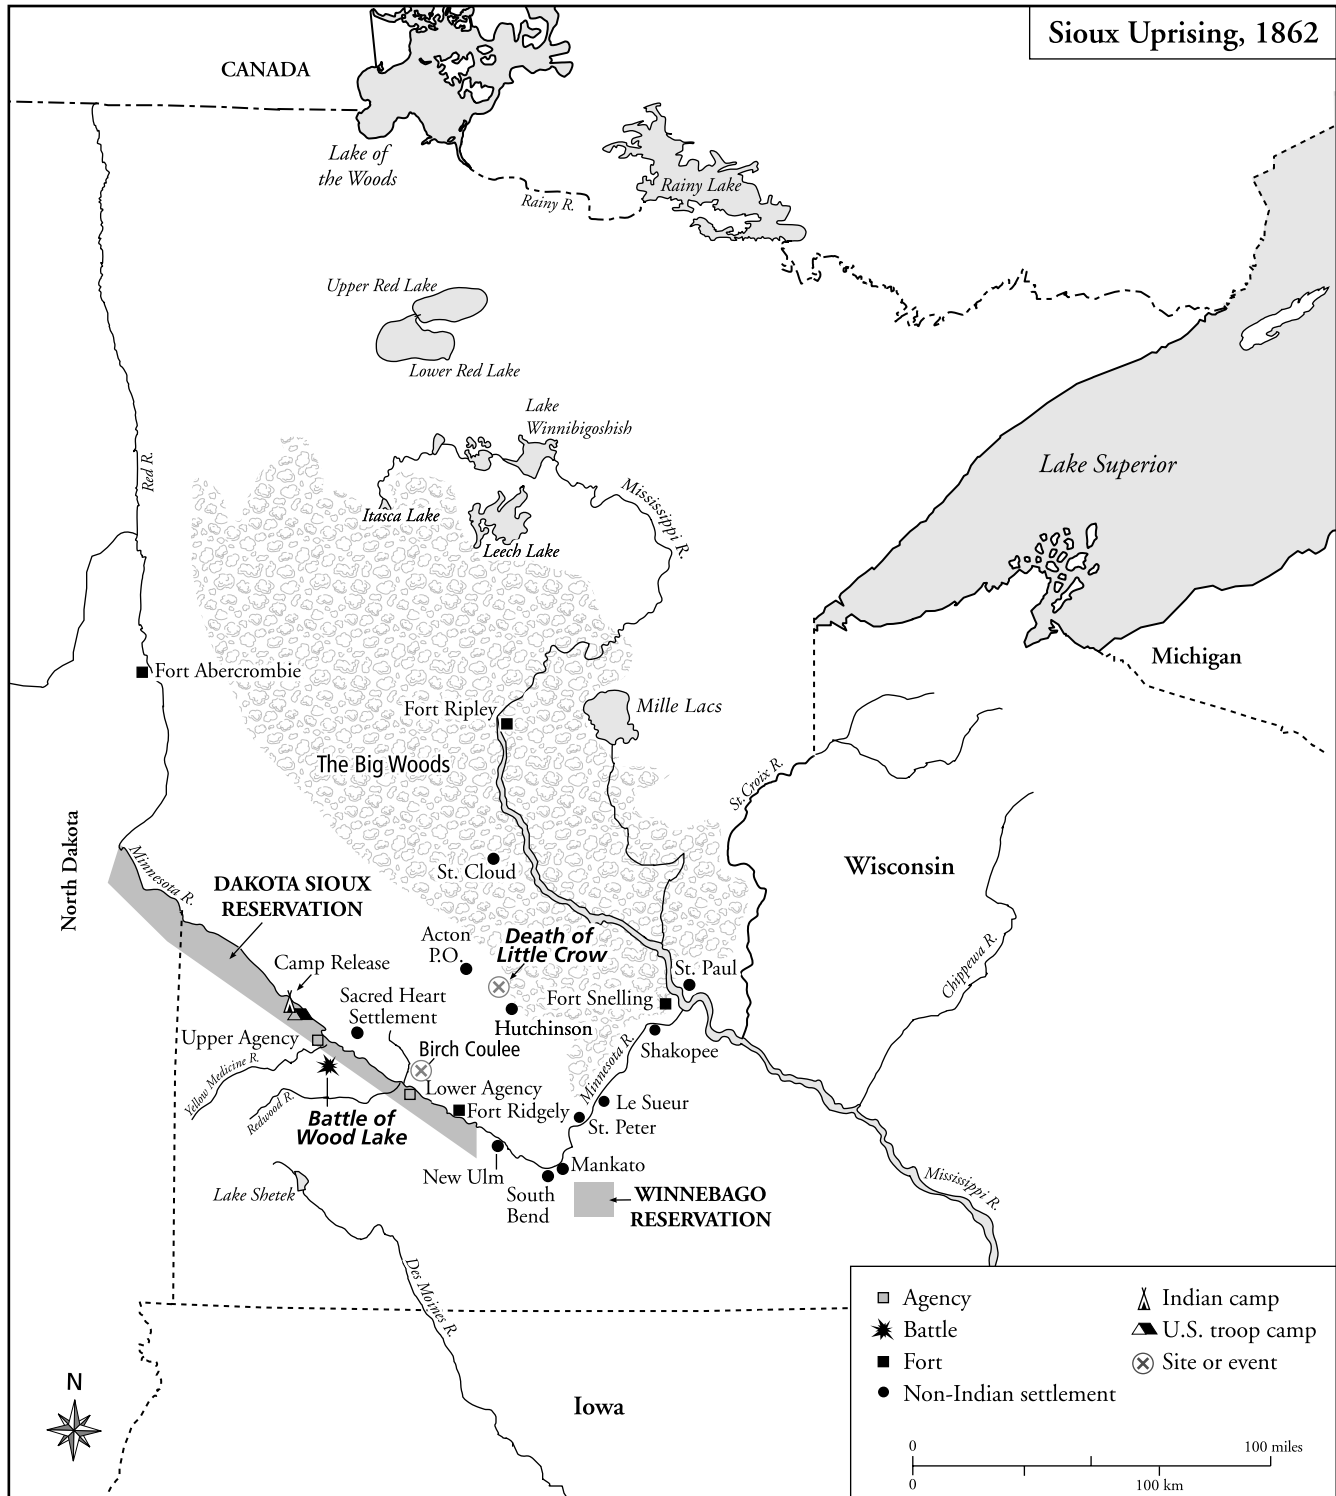 Sioux Uprising, 1862
CANADA
Lake of
the Woods
Rainy Lake
Rainy R.
Upper Red Lake
Lower Red Lake
Lake
Winnibigoshish
Red R.
Lake Superior
Mississippi R.
Itasca Lake
Leech Lake
Michigan
Fort Abercrombie
Fort Ripley
Mille Lacs
The Big Woods
St. Croix R.
North Dakota
Minnesota R.
St. Cloud
Wisconsin
DAKOTA SIOUX
RESERVATION
Acton
P.O.
Death of
Little Crow
Chippewa R.
Camp Release
St. Paul
Sacred Heart
Settlement
Fort Snelling
Hutchinson
Upper Agency
Birch Coulee
Shakopee
Minnesota R.
Yellow Medicine R.
Redwood R.
Lower Agency
Fort Ridgely
Le Sueur
St. Peter
Battle of
Wood Lake
New Ulm
Mankato
South
Bend
Lake Shetek
WINNEBAGO
RESERVATION
Mississippi R.
Des Moines R.
Iowa
N
Agency
Battle
Fort
Non-Indian settlement
Indian camp
U.S. troop camp
Site or event
0
100 miles
0
100 km